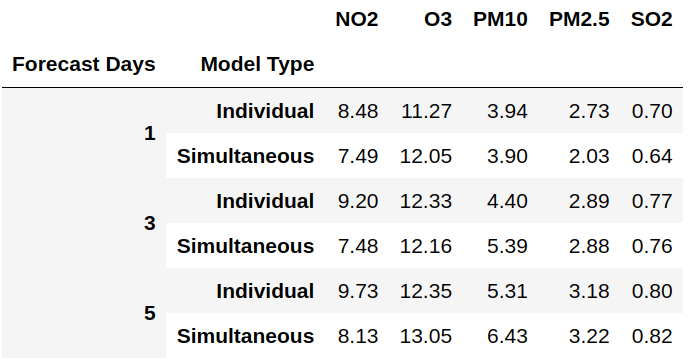 NO2 O3 PM10 PM2.5 SO2
Forecast Days Model Type
1 Individual 8.48 11.27 3.94 2.73 0.70
Simultaneous 7.49 12.05 3.90 2.03 0.64
3 Individual 9.20 12.33 4.40 2.89 0.77
Simultaneous 7.48 12.16 5.39 2.88 0.76
5 Individual 9.73 12.35 5.31 3.18 0.80
Simultaneous 8.13 13.05 6.43 3.22 0.82